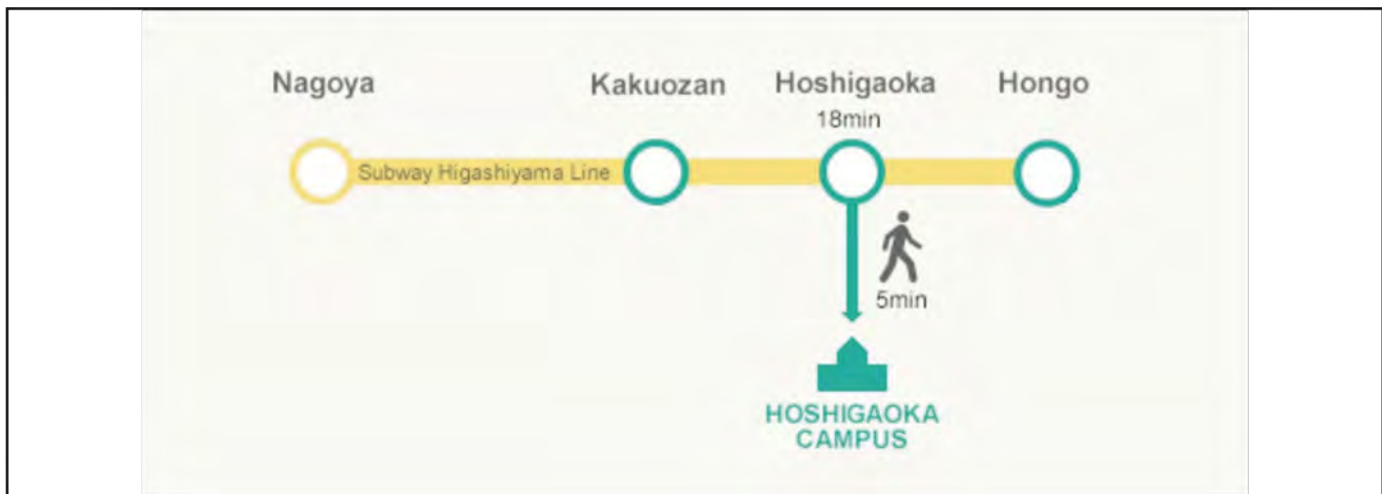 Nagoya
Kakuozan
Hoshigaoka
Hongo
18min
Subway Higashiyama Line
5min
HOSHIGAOKA
CAMPUS